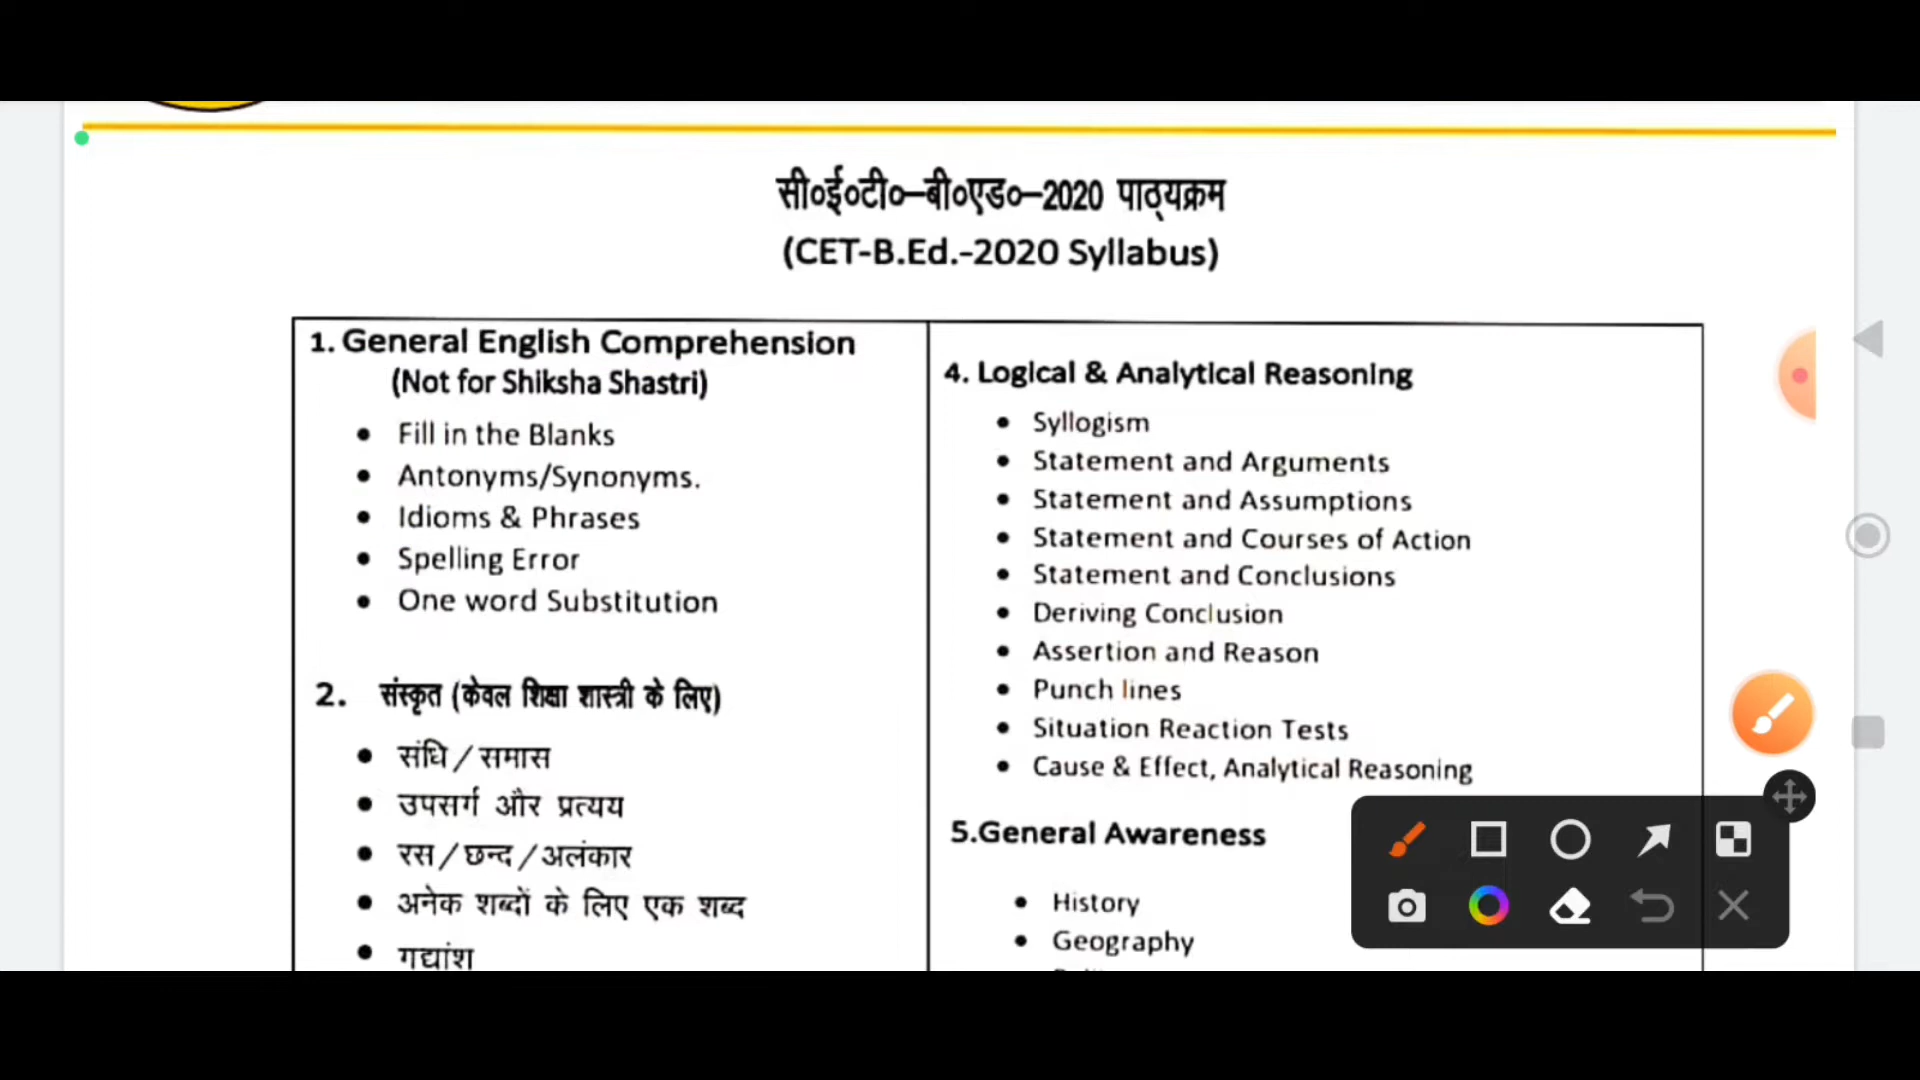 सी०ई०टी०–बी०एड०–2020 पाठ्यक्रम
(CET-B.Ed.-2020 Syllabus)
1. General English Comprehension
(Not for Shiksha Shastri)
• Fill in the Blanks
• Antonyms/Synonyms.
• Idioms & Phrases
• Spelling Error
• One word Substitution
2. संस्कृत (केवल शिक्षा शास्त्री के लिए)
• संधि/समास
• उपसर्ग और प्रत्यय
• रस/छन्द/अलंकार
• अनेक शब्दों के लिए एक शब्द
• गद्यांश
4. Logical & Analytical Reasoning
• Syllogism
• Statement and Arguments
• Statement and Assumptions
• Statement and Courses of Action
• Statement and Conclusions
• Deriving Conclusion
• Assertion and Reason
• Punch lines
• Situation Reaction Tests
• Cause & Effect, Analytical Reasoning
5.General Awareness
• History
• Geography